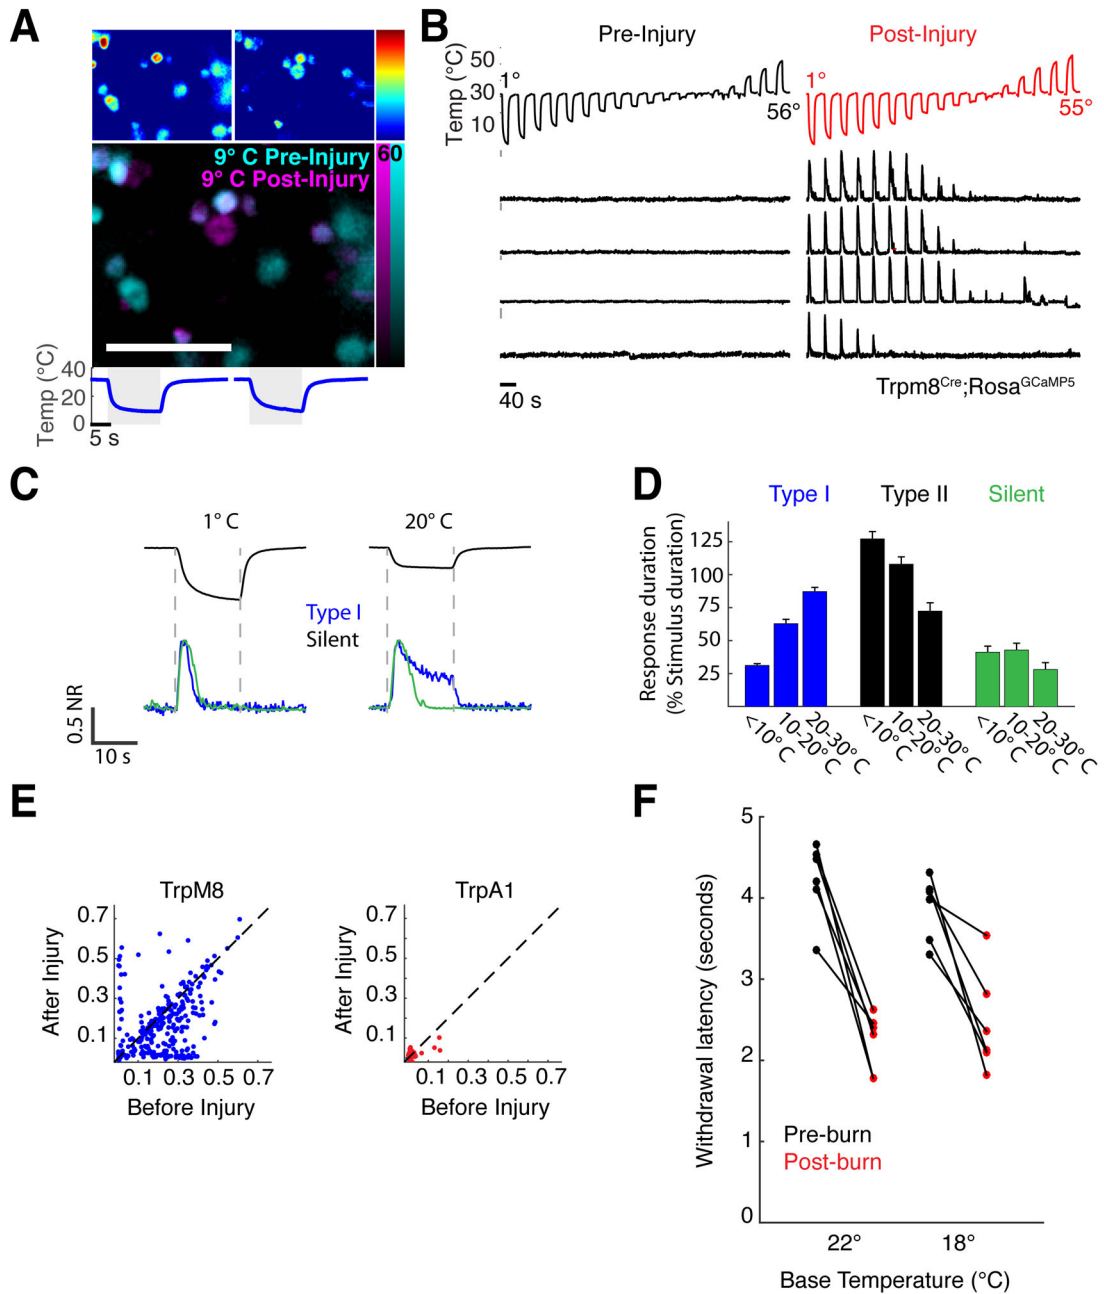 A
9° C Pre-Injury
9° C Post-Injury
60
Temp (°C)
40
20
0
5 s
B
Pre-Injury
Post-Injury
Temp (°C)
50
30
10
1°
56°
1°
55°
40 s
Trpm8Cre;RosaGCaMP5
C
1° C
20° C
Type I
Silent
0.5 NR
10 s
D
Type I
Type II
Silent
Response duration
(% Stimulus duration)
125
100
75
50
25
<10° C
10-20° C
20-30° C
<10° C
10-20° C
20-30° C
<10° C
10-20° C
20-30° C
E
TrpM8
After Injury
0.7
0.5
0.3
0.1
0.1 0.3 0.5 0.7
Before Injury
TrpA1
After Injury
0.7
0.5
0.3
0.1
0.1 0.3 0.5 0.7
Before Injury
F
Withdrawal latency (seconds)
5
4
3
2
1
0
Pre-burn
Post-burn
22°
18°
Base Temperature (°C)